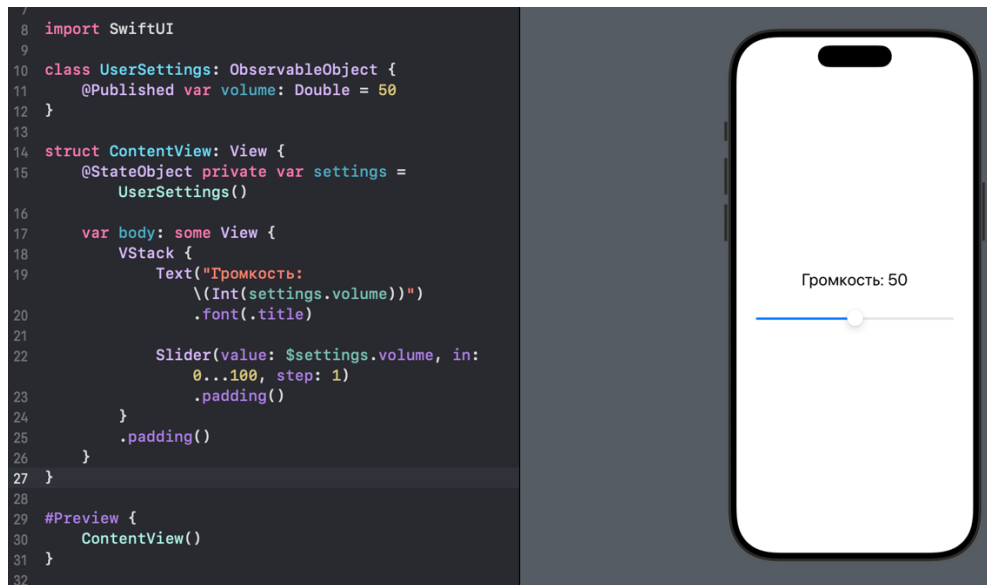 7
8 import SwiftUI
9
10 class UserSettings: ObservableObject {
11     @Published var volume: Double = 50
12 }
13
14 struct ContentView: View {
15     @StateObject private var settings =
            UserSettings()
16
17     var body: some View {
18         VStack {
19             Text("Громкость:
                    \(Int(settings.volume))")
20                 .font(.title)
21
22             Slider(value: $settings.volume, in:
                    0...100, step: 1)
23                 .padding()
24         }
25         .padding()
26     }
27 }
28
29 #Preview {
30     ContentView()
31 }
32
Громкость: 50